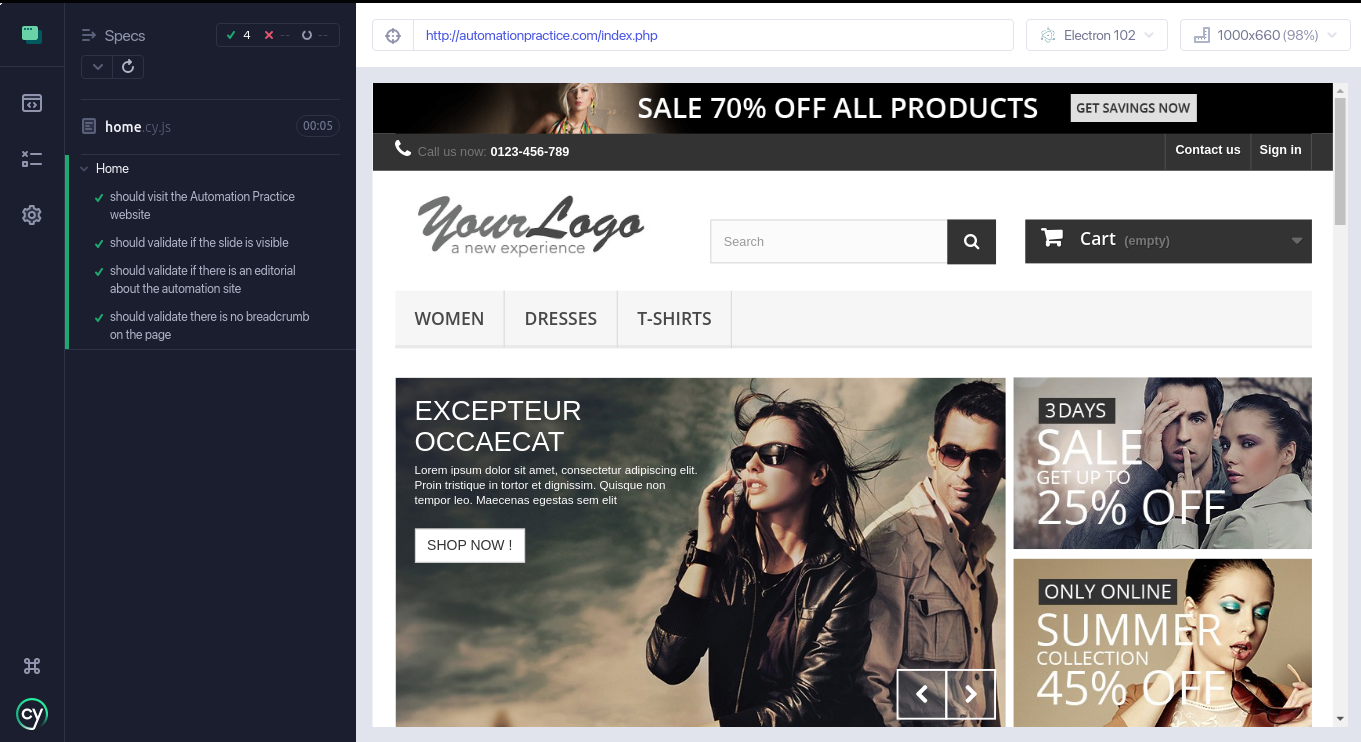 Specs
4 -- --
home.cy.js 00:05
Home
should visit the Automation Practice
website
should validate if the slide is visible
should validate if there is an editorial
about the automation site
should validate there is no breadcrumb
on the page
cy
http://automationpractice.com/index.php
Electron 102
1000x660 (98%)
SALE 70% OFF ALL PRODUCTS
GET SAVINGS NOW
Call us now: 0123-456-789
Contact us
Sign in
YourLogo
a new experience
Search
Cart (empty)
WOMEN
DRESSES
T-SHIRTS
EXCEPTEUR
OCCAECAT
Lorem ipsum dolor sit amet, consectetur adipiscing elit.
Proin tristique in tortor et dignissim. Quisque non
tempor leo. Maecenas egestas sem elit
SHOP NOW !
3 DAYS
SALE
GET UP TO
25% OFF
ONLY ONLINE
SUMMER
COLLECTION
45% OFF